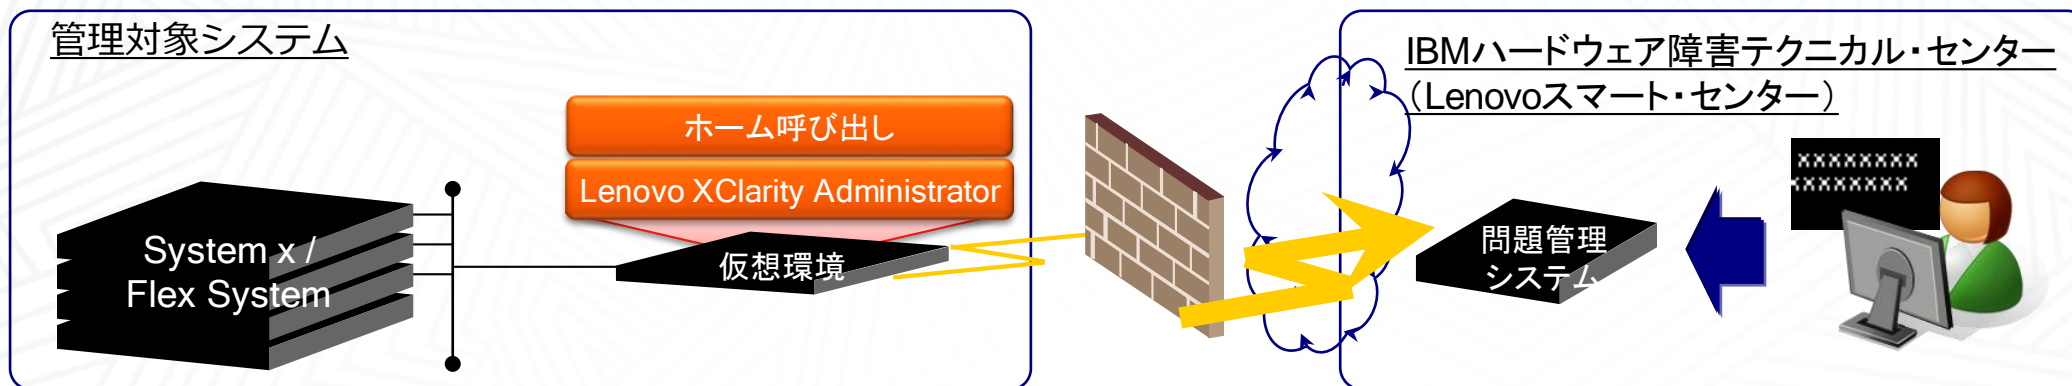 管理対象システム
IBMハードウェア障害テクニカル・センター
（Lenovoスマート・センター）
ホーム呼び出し
Lenovo XClarity Administrator
System x /
Flex System
仮想環境
問題管理
システム
xxxxxxxx
xxxxxxxx